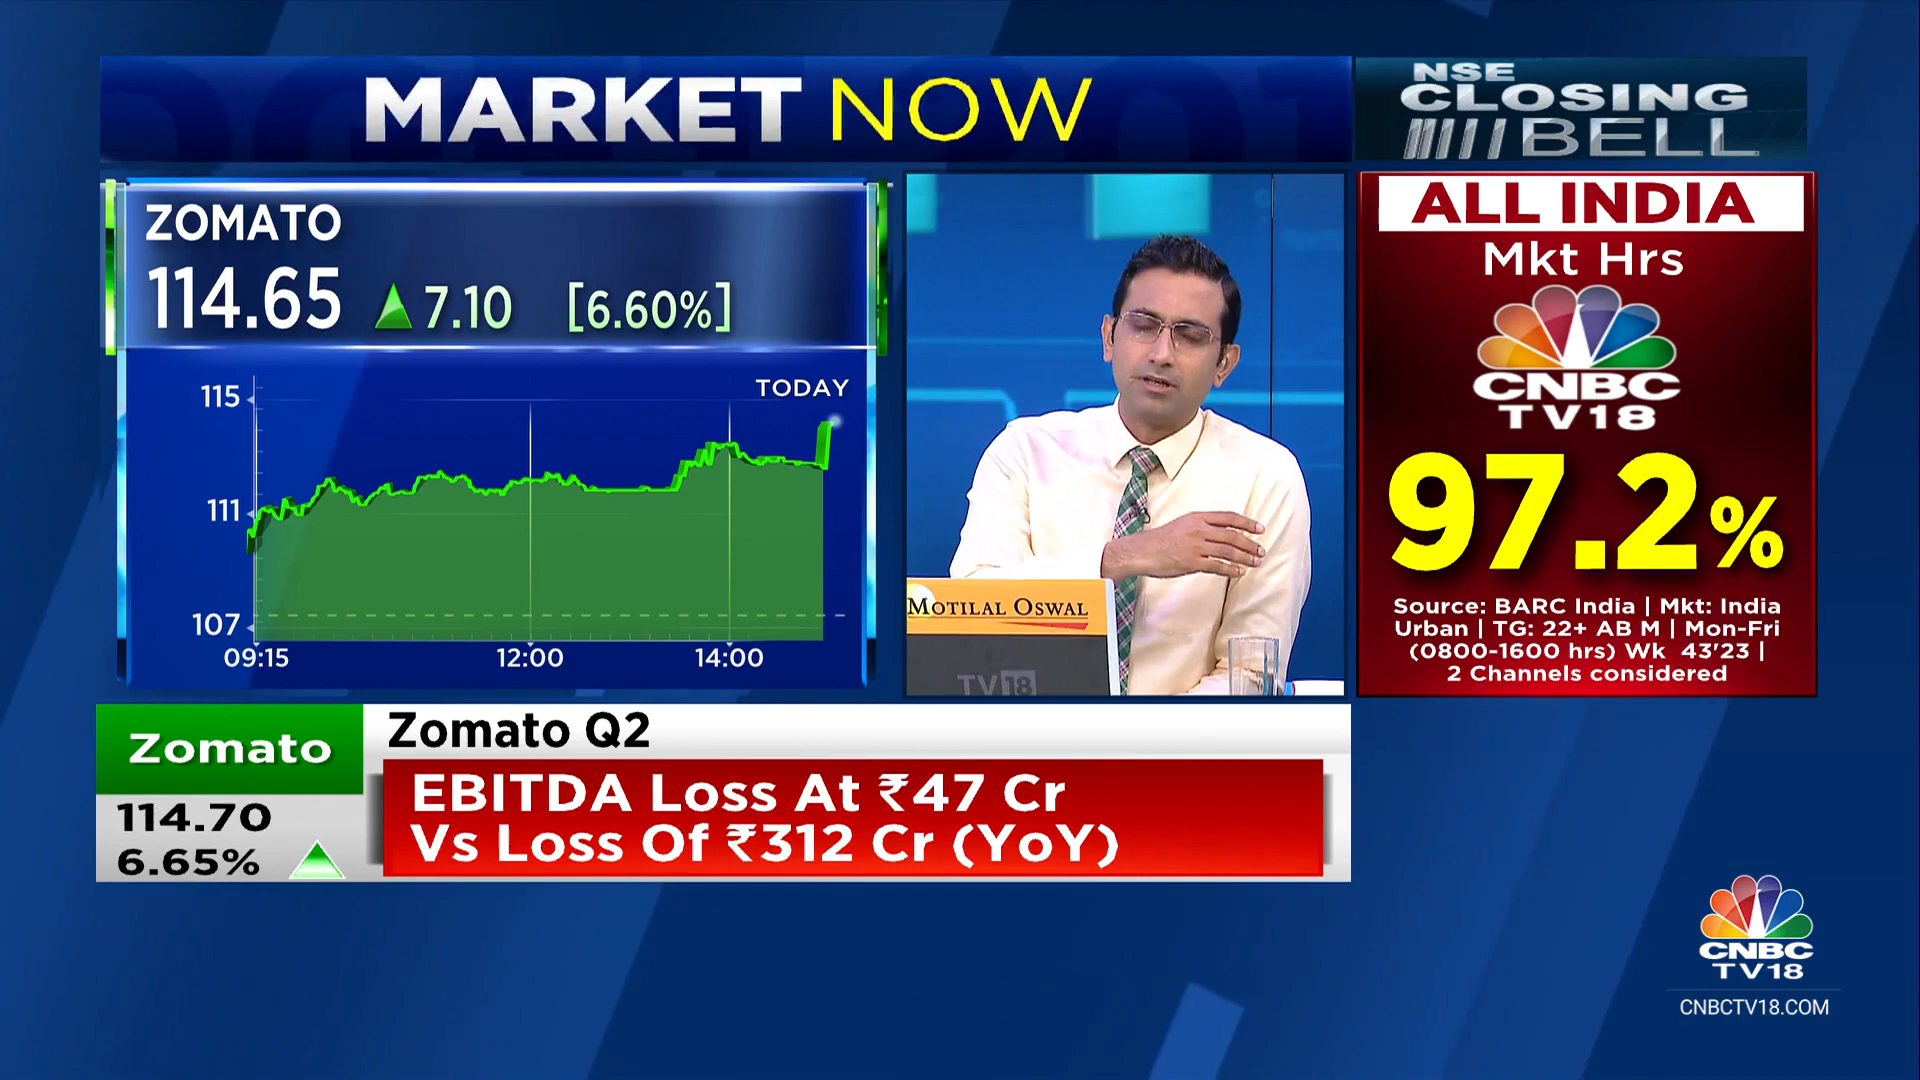 MARKET NOW
NSE
CLOSING
BELL
ZOMATO
114.65 ▲ 7.10 [6.60%]
TODAY
115
111
107
09:15 12:00 14:00
MOTILAL OSWAL
TV18
ALL INDIA
Mkt Hrs
CNBC
TV18
97.2%
Source: BARC India | Mkt: India
Urban | TG: 22+ AB M | Mon-Fri
(0800-1600 hrs) Wk 43'23 |
2 Channels considered
Zomato
114.70
6.65%
Zomato Q2
EBITDA Loss At ₹47 Cr
Vs Loss Of ₹312 Cr (YoY)
CNBC
TV18
CNBCTV18.COM